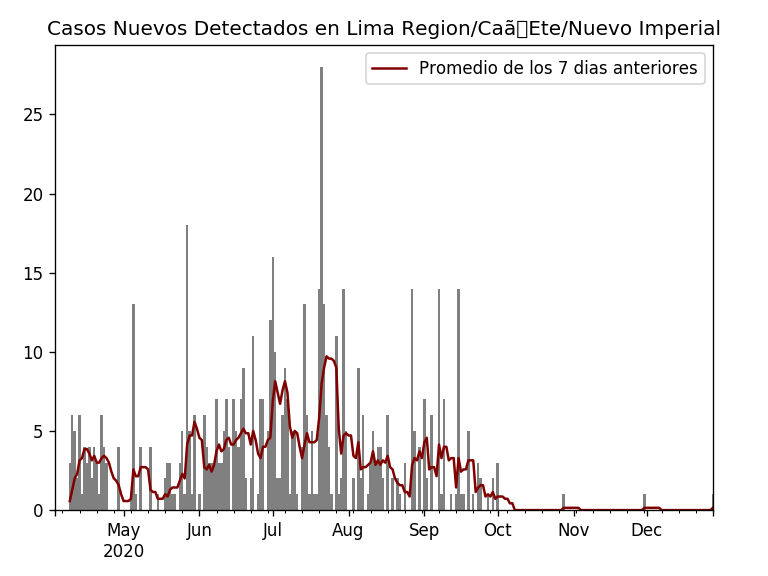 Casos Nuevos Detectados en Lima Region/Caã▯Ete/Nuevo Imperial
Promedio de los 7 dias anteriores
25
20
15
10
5
0
May Jun Jul Aug Sep Oct Nov Dec
2020